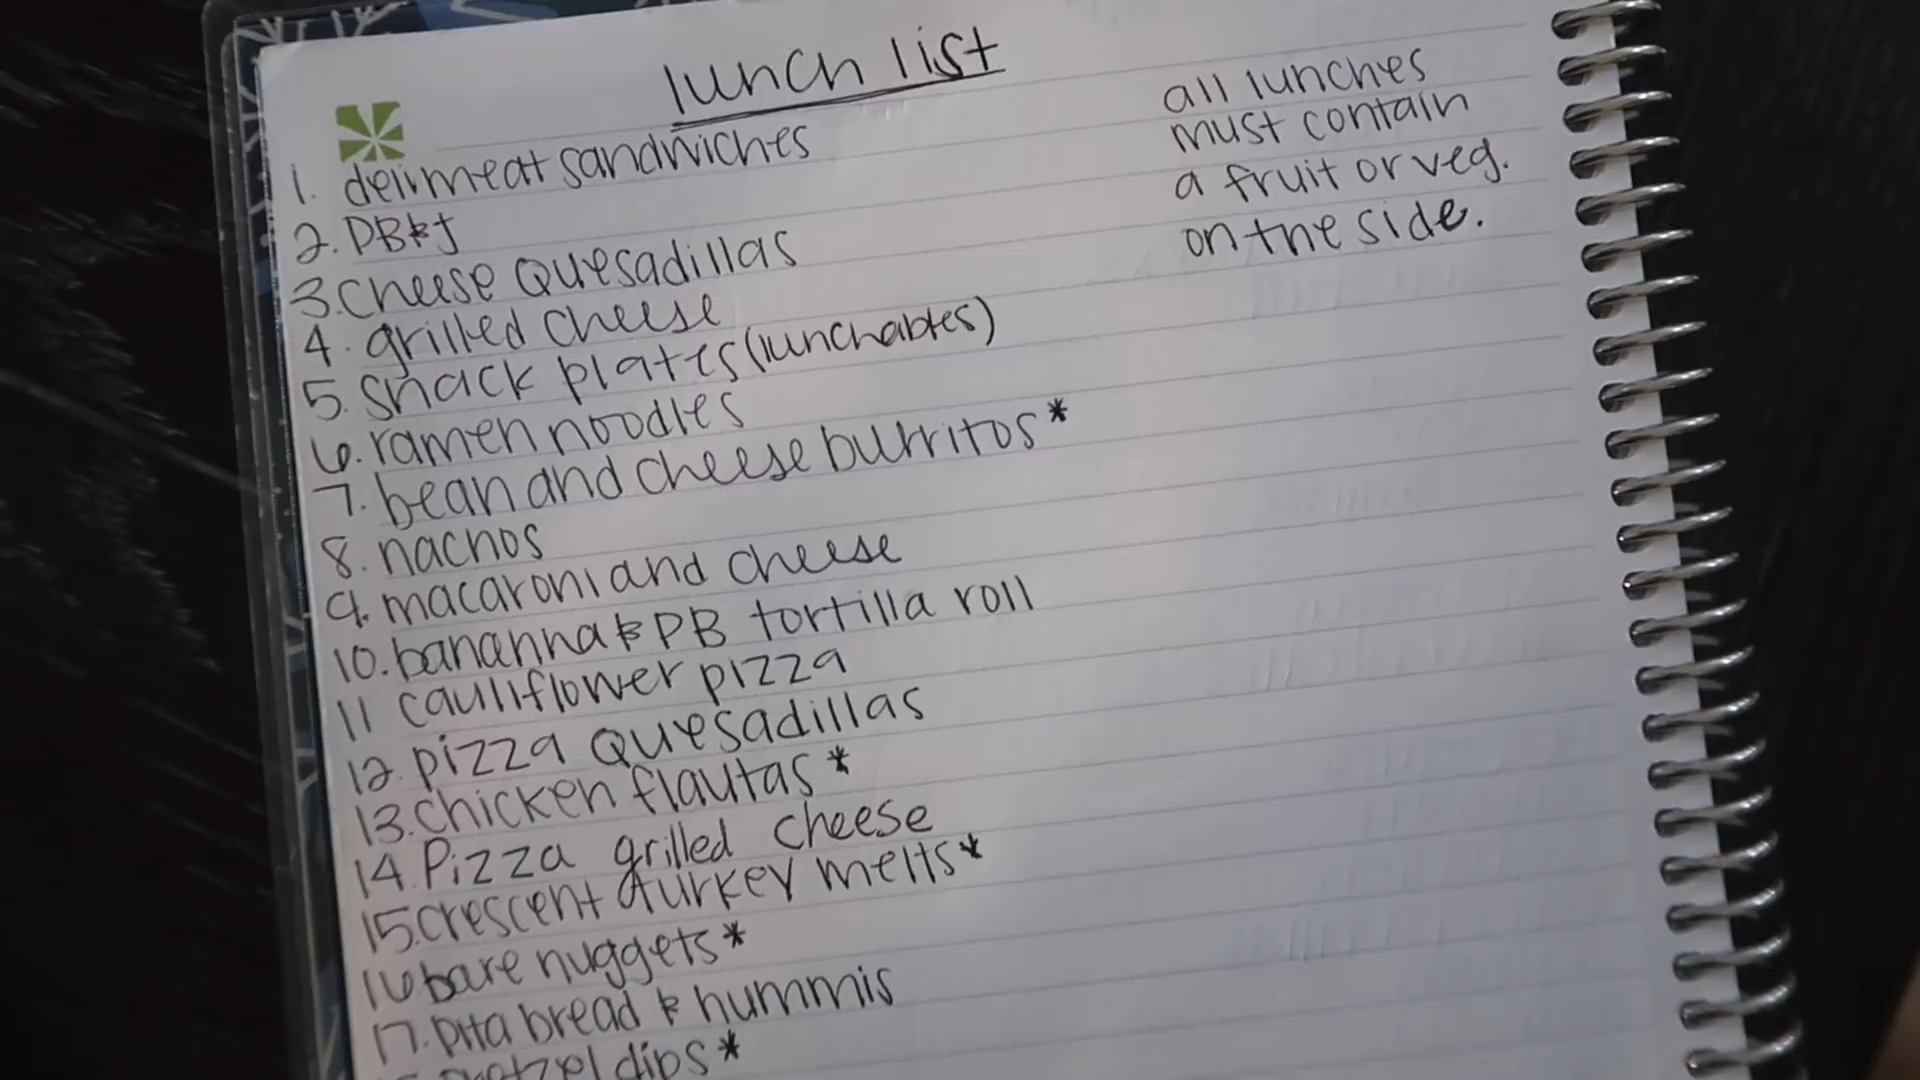 lunch list
all lunches
must contain
a fruit or veg.
on the side.
1. deli meat sandwiches
2. PB&J
3. cheese quesadillas
4. grilled cheese
5. snack plates (lunchables)
6. ramen noodles
7. bean and cheese burritos*
8. nachos
9. macaroni and cheese
10. bananna & PB tortilla roll
11 cauliflower pizza
12. pizza quesadillas
13. chicken flautas*
14. Pizza grilled cheese
15. crescent turkey melts*
16 bare nuggets*
17. pita bread & hummis
pretzel dips*